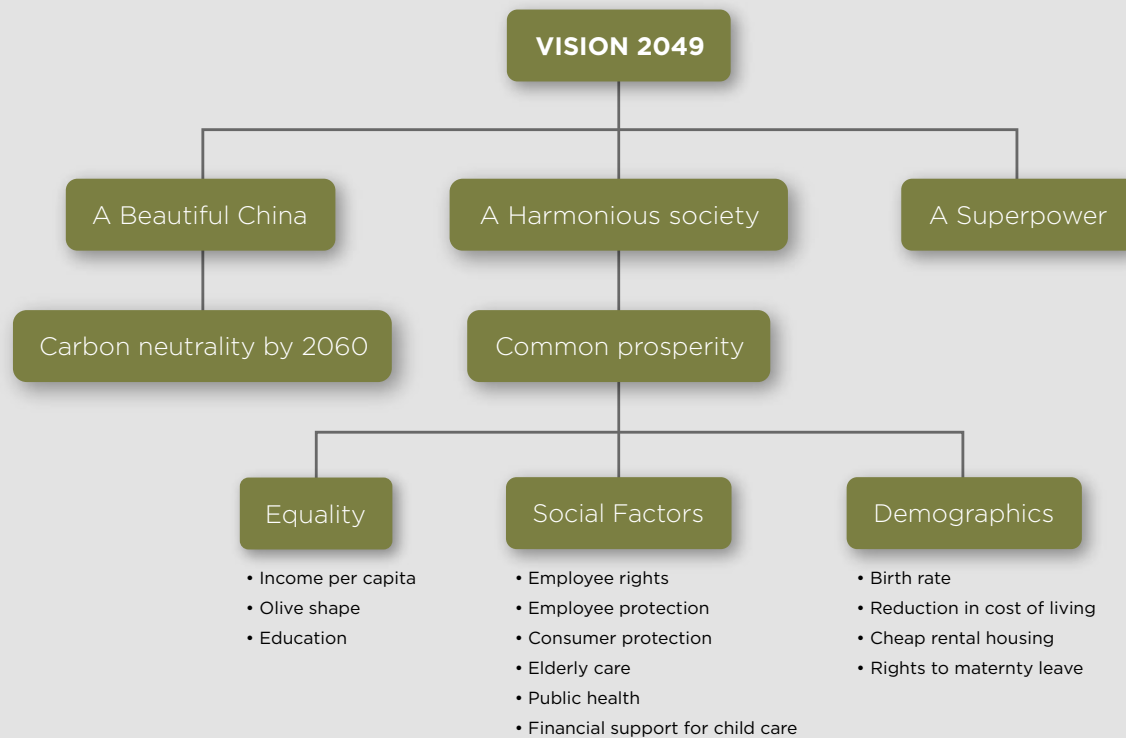 VISION 2049
A Beautiful China
A Harmonious society
A Superpower
Carbon neutrality by 2060
Common prosperity
Equality
• Income per capita
• Olive shape
• Education
Social Factors
• Employee rights
• Employee protection
• Consumer protection
• Elderly care
• Public health
• Financial support for child care
Demographics
• Birth rate
• Reduction in cost of living
• Cheap rental housing
• Rights to maternty leave